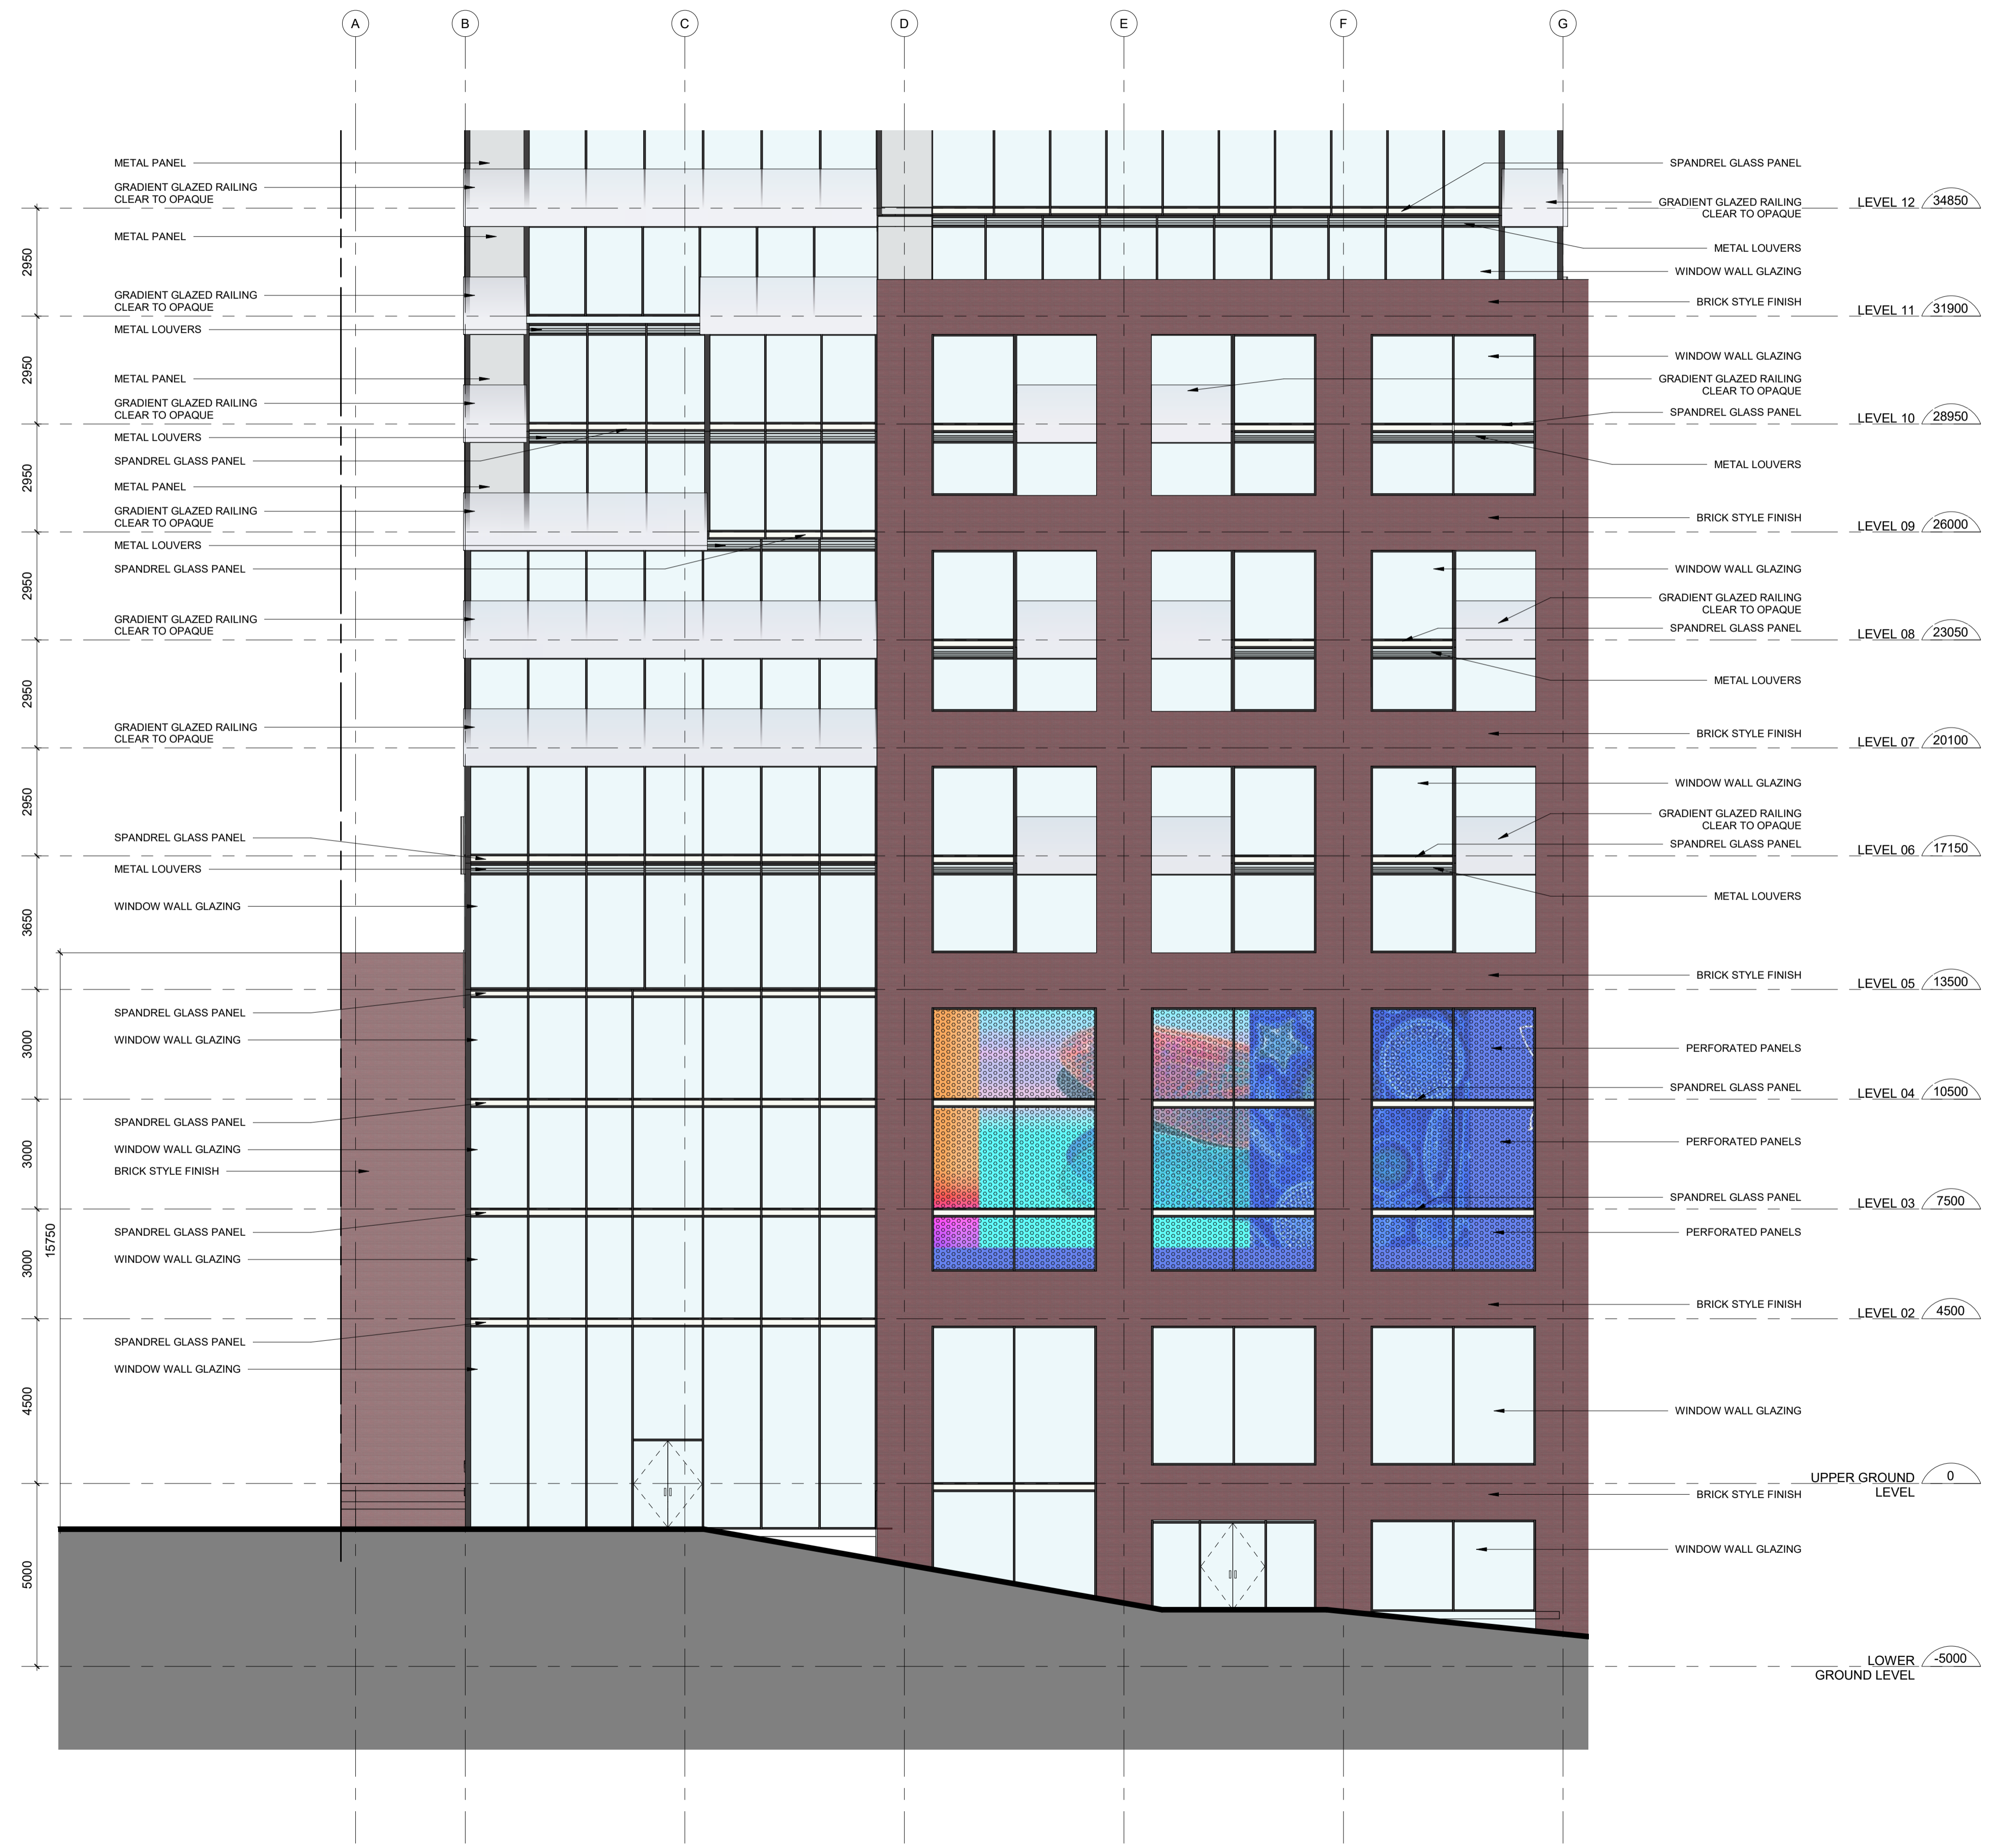 A
B
C
D
E
F
G
METAL PANEL
GRADIENT GLAZED RAILING
CLEAR TO OPAQUE
METAL PANEL
GRADIENT GLAZED RAILING
CLEAR TO OPAQUE
METAL LOUVERS
METAL PANEL
GRADIENT GLAZED RAILING
CLEAR TO OPAQUE
METAL LOUVERS
SPANDREL GLASS PANEL
METAL PANEL
GRADIENT GLAZED RAILING
CLEAR TO OPAQUE
METAL LOUVERS
SPANDREL GLASS PANEL
GRADIENT GLAZED RAILING
CLEAR TO OPAQUE
GRADIENT GLAZED RAILING
CLEAR TO OPAQUE
SPANDREL GLASS PANEL
METAL LOUVERS
WINDOW WALL GLAZING
SPANDREL GLASS PANEL
WINDOW WALL GLAZING
SPANDREL GLASS PANEL
WINDOW WALL GLAZING
BRICK STYLE FINISH
SPANDREL GLASS PANEL
WINDOW WALL GLAZING
SPANDREL GLASS PANEL
WINDOW WALL GLAZING
2950
2950
2950
2950
2950
2950
3650
3000
3000
3000
4500
5000
15750
SPANDREL GLASS PANEL
GRADIENT GLAZED RAILING
CLEAR TO OPAQUE
METAL LOUVERS
WINDOW WALL GLAZING
BRICK STYLE FINISH
WINDOW WALL GLAZING
GRADIENT GLAZED RAILING
CLEAR TO OPAQUE
SPANDREL GLASS PANEL
METAL LOUVERS
BRICK STYLE FINISH
WINDOW WALL GLAZING
GRADIENT GLAZED RAILING
CLEAR TO OPAQUE
SPANDREL GLASS PANEL
METAL LOUVERS
BRICK STYLE FINISH
WINDOW WALL GLAZING
GRADIENT GLAZED RAILING
CLEAR TO OPAQUE
SPANDREL GLASS PANEL
METAL LOUVERS
BRICK STYLE FINISH
PERFORATED PANELS
SPANDREL GLASS PANEL
PERFORATED PANELS
SPANDREL GLASS PANEL
PERFORATED PANELS
BRICK STYLE FINISH
WINDOW WALL GLAZING
BRICK STYLE FINISH
WINDOW WALL GLAZING
LEVEL 12 34850
LEVEL 11 31900
LEVEL 10 28950
LEVEL 09 26000
LEVEL 08 23050
LEVEL 07 20100
LEVEL 06 17150
LEVEL 05 13500
LEVEL 04 10500
LEVEL 03 7500
LEVEL 02 4500
UPPER GROUND 0
LEVEL
LOWER -5000
GROUND LEVEL